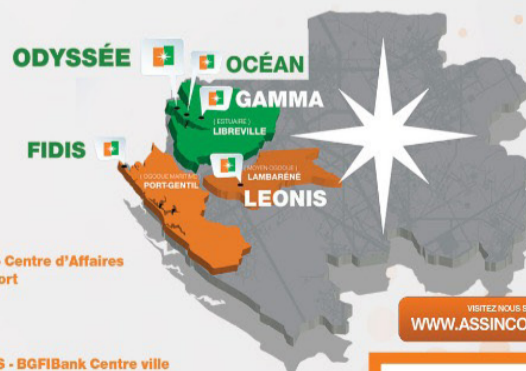 ODYSSÉE
OCÉAN
GAMMA
( ESTUAIRE )
LIBREVILLE
FIDIS
( OGOOUE MARITIME )
PORT-GENTIL
( MOYEN OGOOUE )
LAMBARÉNÉ
LEONIS
- Centre d'Affaires
ort
VISITEZ NOUS S
WWW.ASSINCO
S - BGFIBank Centre ville